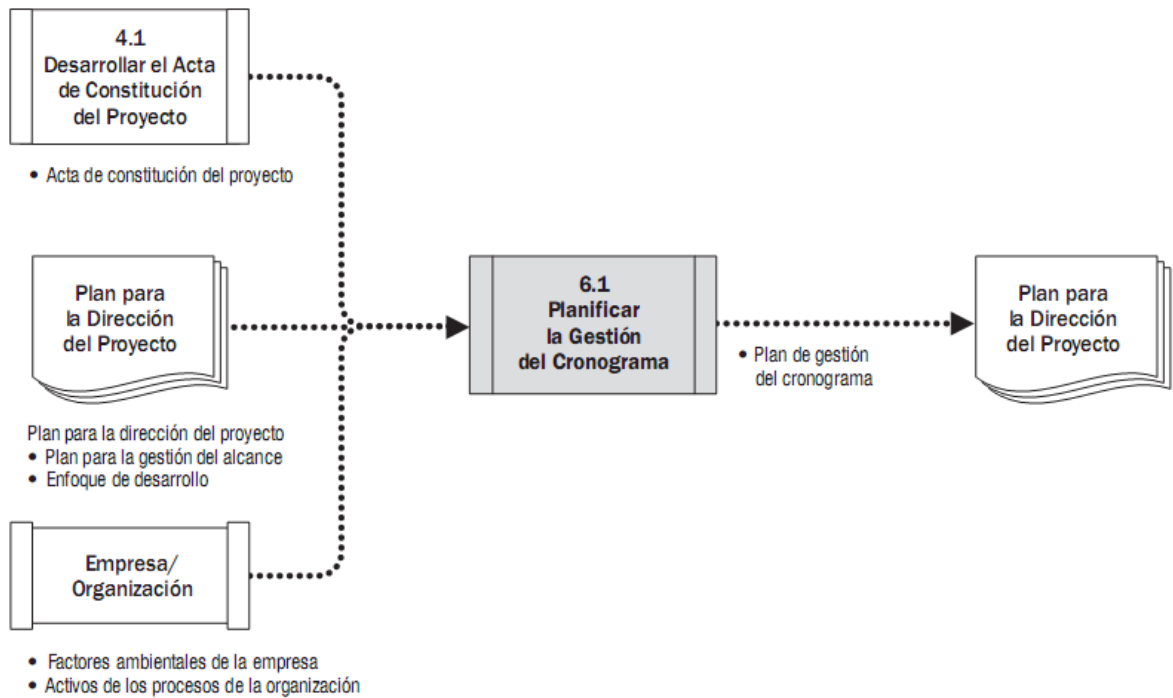 4.1
Desarrollar el Acta
de Constitución
del Proyecto
• Acta de constitución del proyecto
Plan para
la Dirección
del Proyecto
Plan para la dirección del proyecto
• Plan para la gestión del alcance
• Enfoque de desarrollo
Empresa/
Organización
• Factores ambientales de la empresa
• Activos de los procesos de la organización
6.1
Planificar
la Gestión
del Cronograma
• Plan de gestión
del cronograma
Plan para
la Dirección
del Proyecto